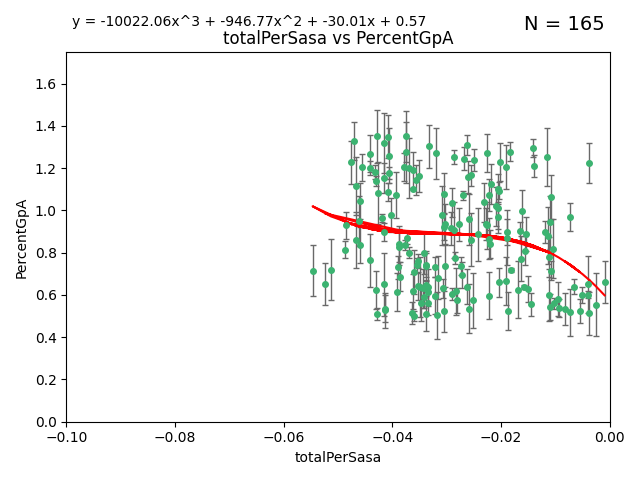 y = -10022.06x^3 + -946.77x^2 + -30.01x + 0.57
N = 165
totalPerSasa vs PercentGpA
PercentGpA
1.6
1.4
1.2
1.0
0.8
0.6
0.4
0.2
0.0
−0.10 −0.08 −0.06 −0.04 −0.02 0.00
totalPerSasa